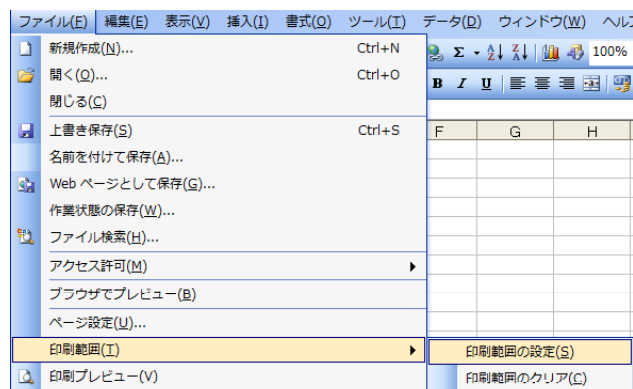 ファイル(F) 編集(E) 表示(V) 挿入(I) 書式(O) ツール(T) データ(D) ウィンドウ(W)
新規作成(N)... Ctrl+N
Σ 100%
開く(O)... Ctrl+O
B I U
閉じる(C)
上書き保存(S) Ctrl+S
F G H
名前を付けて保存(A)...
Web ページとして保存(G)...
作業状態の保存(W)...
ファイル検索(H)...
アクセス許可(M)
ブラウザでプレビュー(B)
ページ設定(U)...
印刷範囲(T) 印刷範囲の設定(S)
印刷プレビュー(V) 印刷範囲のクリア(C)